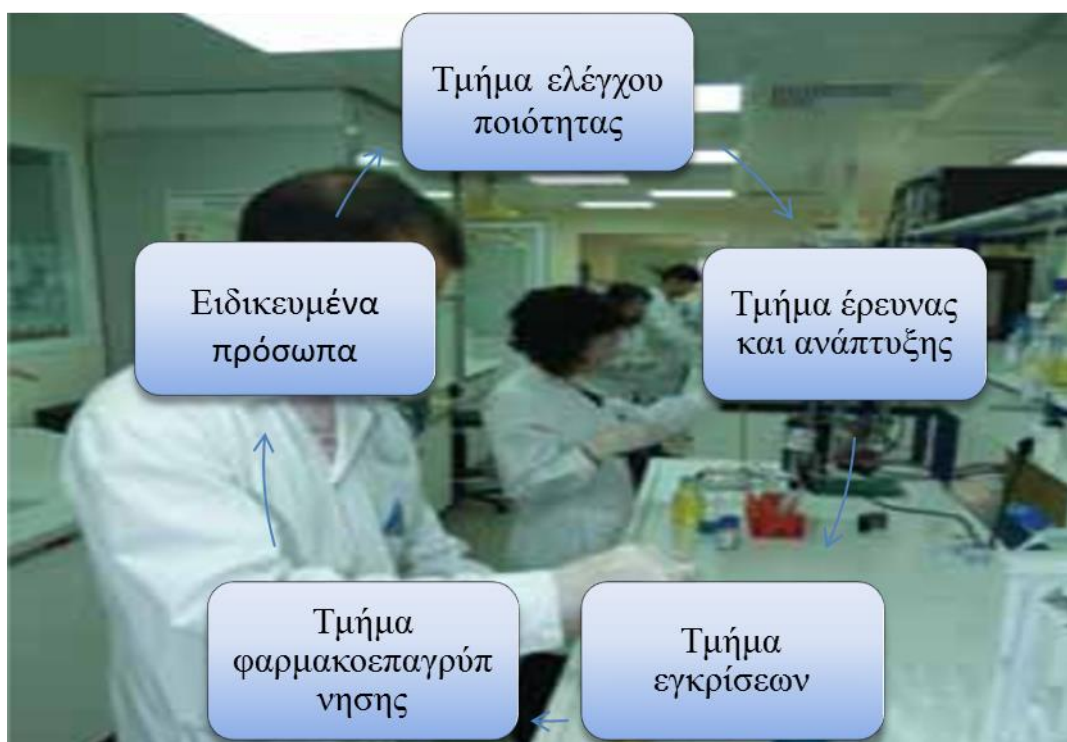 Τμήμα ελέγχου
ποιότητας
Τμήμα έρευνας
και ανάπτυξης
Τμήμα
εγκρίσεων
Τμήμα
φαρμακοεπαγρύπ
νησης
Ειδικευμένα
πρόσωπα